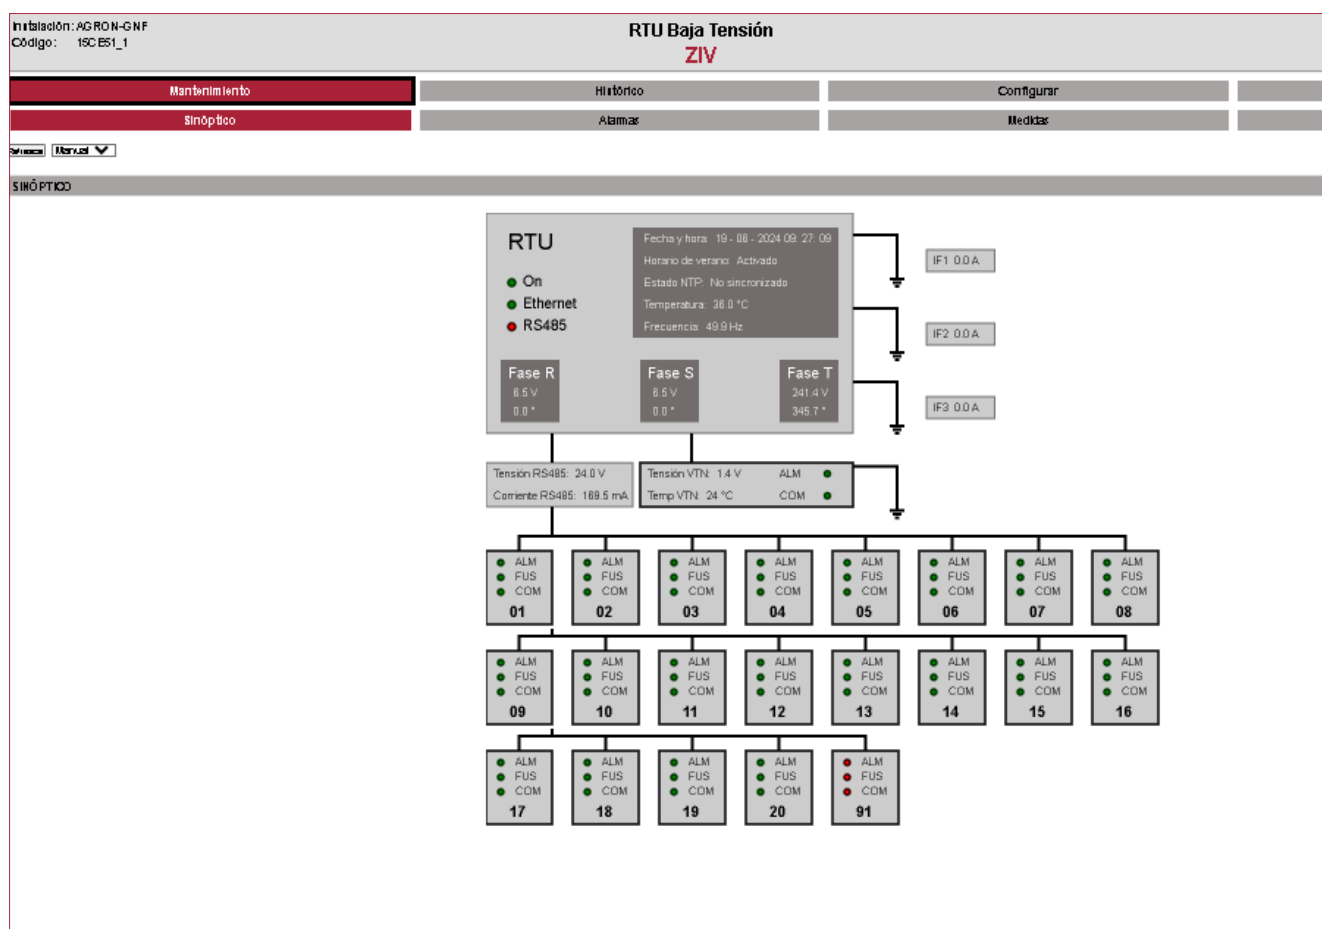 Instalación: AGRON-GNF
Código: 15CE51_1
RTU Baja Tensión
ZIV
Mantenimiento
Histórico
Configurar
Sinóptico
Alarmas
Medidas
Manual
SINÓPTICO
RTU
On
Ethernet
RS485
Fecha y hora: 19 - 06 - 2024 09: 27: 09
Horario de verano: Activado
Estado NTP: No sincronizado
Temperatura: 36.0 °C
Frecuencia: 49.9 Hz
IF1 0.0 A
IF2 0.0 A
IF3 0.0 A
Fase R
6.5 V
0.0 °
Fase S
6.5 V
0.0 °
Fase T
241.4 V
345.7 °
Tensión RS485: 24.0 V
Corriente RS485: 169.5 mA
Tensión VTN: 1.4 V ALM
Temp VTN: 24 °C COM
ALM
FUS
COM
01
ALM
FUS
COM
02
ALM
FUS
COM
03
ALM
FUS
COM
04
ALM
FUS
COM
05
ALM
FUS
COM
06
ALM
FUS
COM
07
ALM
FUS
COM
08
ALM
FUS
COM
09
ALM
FUS
COM
10
ALM
FUS
COM
11
ALM
FUS
COM
12
ALM
FUS
COM
13
ALM
FUS
COM
14
ALM
FUS
COM
15
ALM
FUS
COM
16
ALM
FUS
COM
17
ALM
FUS
COM
18
ALM
FUS
COM
19
ALM
FUS
COM
20
ALM
FUS
COM
91